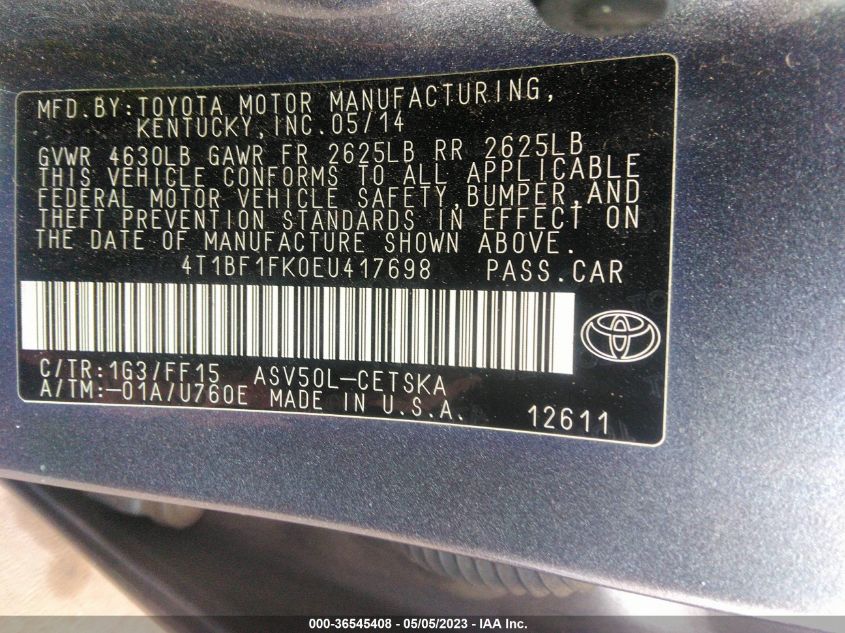 MFD.BY:TOYOTA MOTOR MANUFACTURING,
KENTUCKY,INC.05/14
GVWR 4630LB GAWR FR 2625LB RR 2625LB
THIS VEHICLE CONFORMS TO ALL APPLICABLE
FEDERAL MOTOR VEHICLE SAFETY,BUMPER,AND
THEFT PREVENTION STANDARDS IN EFFECT ON
THE DATE OF MANUFACTURE SHOWN ABOVE.
4T1BF1FK0EU417698 PASS.CAR
C/TR:1G3/FF15 ASV50L-CETSKA
A/TM:-01A/U760E MADE IN U.S.A. 12611
000-36545408 - 05/05/2023 - IAA Inc.